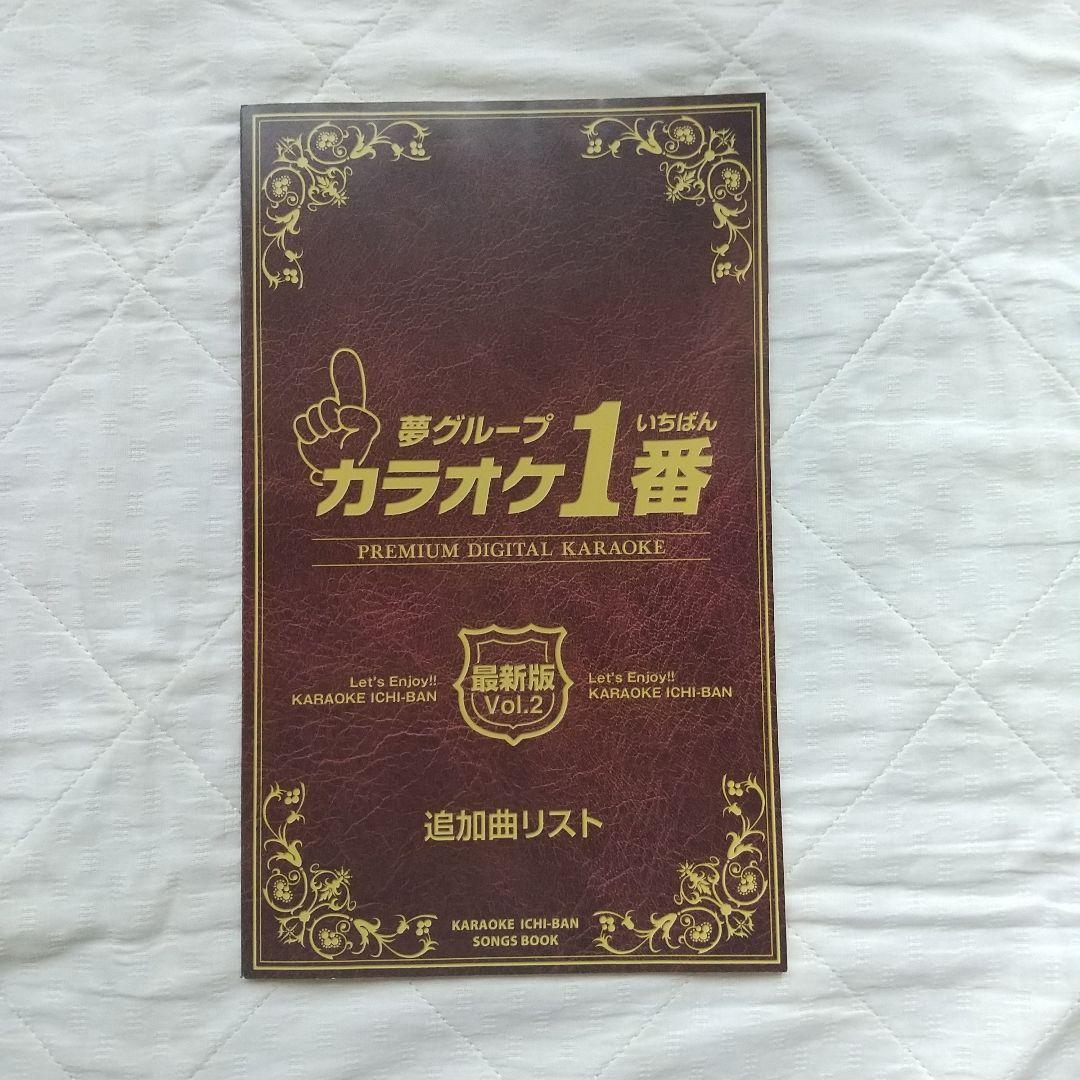 夢グループ
いちばん
カラオケ1番
PREMIUM DIGITAL KARAOKE
Let's Enjoy!!
KARAOKE ICHI-BAN
最新版
Vol.2
Let's Enjoy!!
KARAOKE ICHI-BAN
追加曲リスト
KARAOKE ICHI-BAN
SONGS BOOK